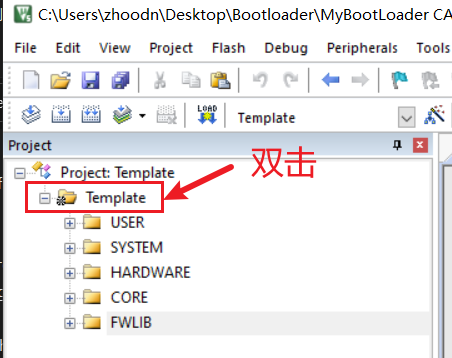 C:\Users\zhoodn\Desktop\Bootloader\MyBootLoader CA
File Edit View Project Flash Debug Peripherals Tools
LOAD
Template
Project
Project: Template
双击
Template
USER
SYSTEM
HARDWARE
CORE
FWLIB